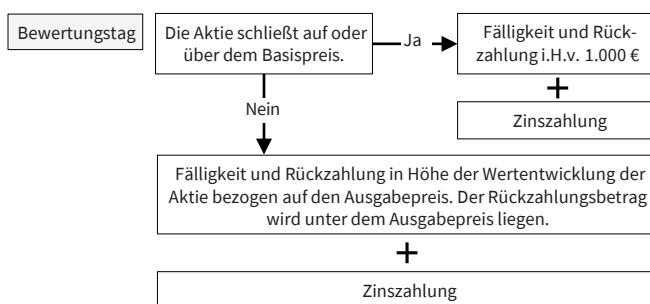 Bewertungstag
Die Aktie schließt auf oder
über dem Basispreis.
Ja
Fälligkeit und Rück-
zahlung i.H.v. 1.000 €
+
Zinszahlung
Nein
Fälligkeit und Rückzahlung in Höhe der Wertentwicklung der
Aktie bezogen auf den Ausgabepreis. Der Rückzahlungsbetrag
wird unter dem Ausgabepreis liegen.
+
Zinszahlung